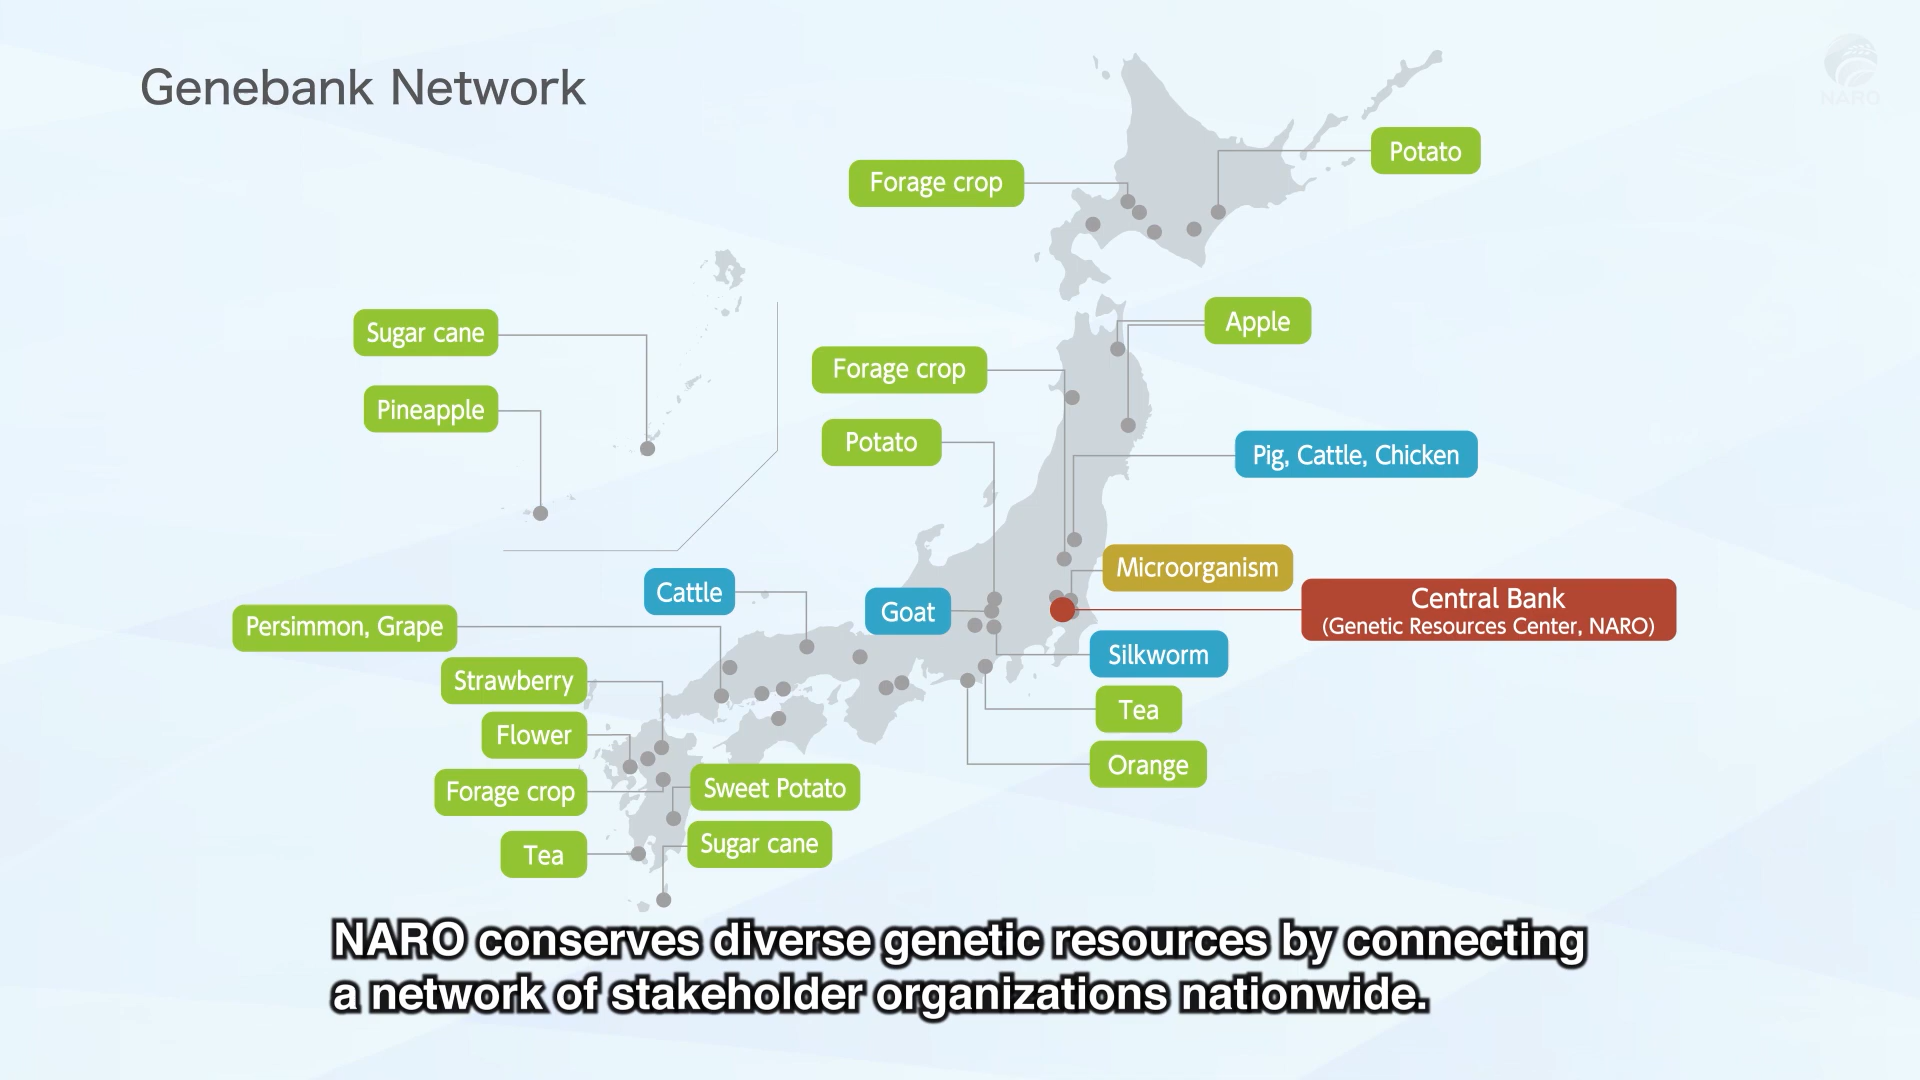 Genebank Network
NARO
Potato
Forage crop
Apple
Sugar cane
Forage crop
Pineapple
Potato
Pig, Cattle, Chicken
Microorganism
Cattle
Goat
Central Bank
(Genetic Resources Center, NARO)
Persimmon, Grape
Silkworm
Strawberry
Tea
Flower
Orange
Forage crop
Sweet Potato
Sugar cane
Tea
NARO conserves diverse genetic resources by connecting
a network of stakeholder organizations nationwide.